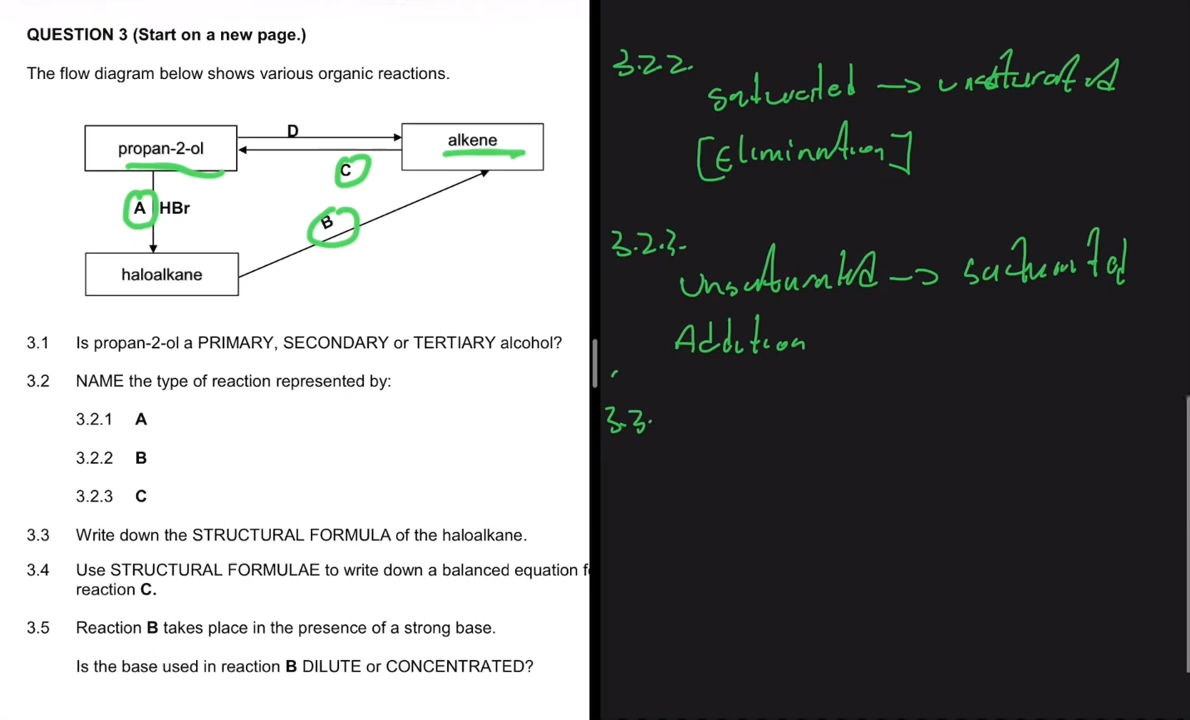 QUESTION 3 (Start on a new page.)
The flow diagram below shows various organic reactions.
propan-2-ol
D
alkene
C
A HBr
B
haloalkane
3.1 Is propan-2-ol a PRIMARY, SECONDARY or TERTIARY alcohol?
3.2 NAME the type of reaction represented by:
3.2.1 A
3.2.2 B
3.2.3 C
3.3 Write down the STRUCTURAL FORMULA of the haloalkane.
3.4 Use STRUCTURAL FORMULAE to write down a balanced equation f
reaction C.
3.5 Reaction B takes place in the presence of a strong base.
Is the base used in reaction B DILUTE or CONCENTRATED?
3.2.2.
saturated → unsaturated
[Elimination]
3.2.3.
Unsaturated → saturated
Addition
3.3.